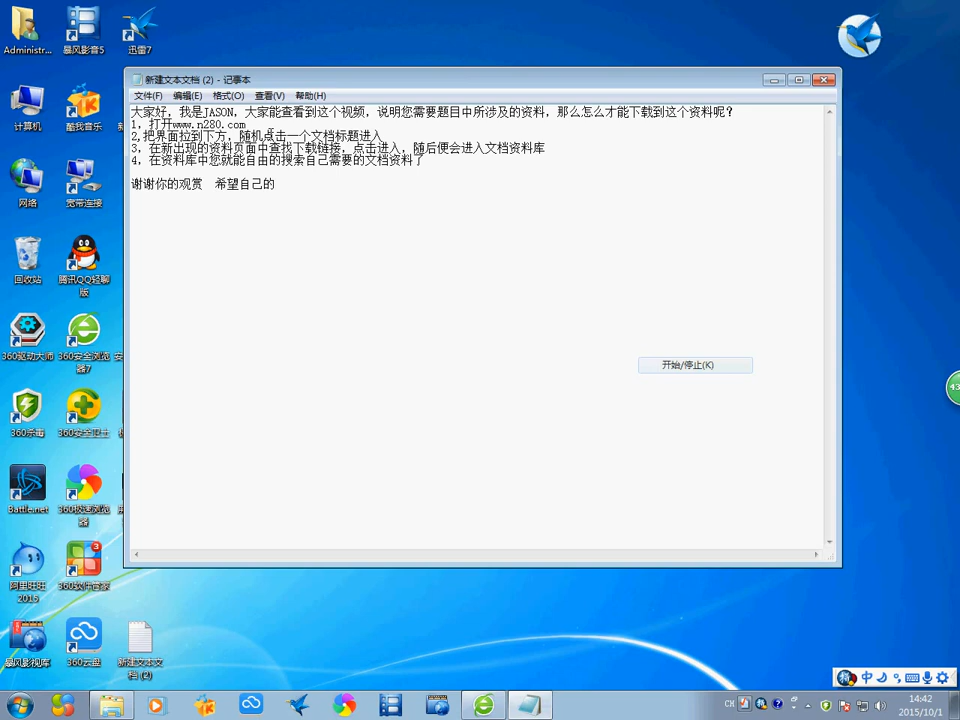 Administr...
暴风影音5
迅雷7
计算机
酷我音乐
网络
宽带连接
回收站
腾讯QQ轻聊版
360驱动大师
360安全浏览器7
360杀毒
360安全卫士
Battle.net
360极速浏览器
阿里旺旺2015
360软件管家
3
暴风影视库
360云盘
新建文本文档 (2)
新建文本文档 (2) - 记事本
文件(F) 编辑(E) 格式(O) 查看(V) 帮助(H)
大家好，我是JASON，大家能查看到这个视频，说明您需要题目中所涉及的资料，那么怎么才能下载到这个资料呢？
1，打开www.n280.com
2,把界面拉到下方，随机点击一个文档标题进入
3，在新出现的资料页面中查找下载链接，点击进入，随后便会进入文档资料库
4，在资料库中您就能自由的搜索自己需要的文档资料了
谢谢你的观赏 希望自己的
开始/停止(K)
43
中
CH
14:42
2015/10/1